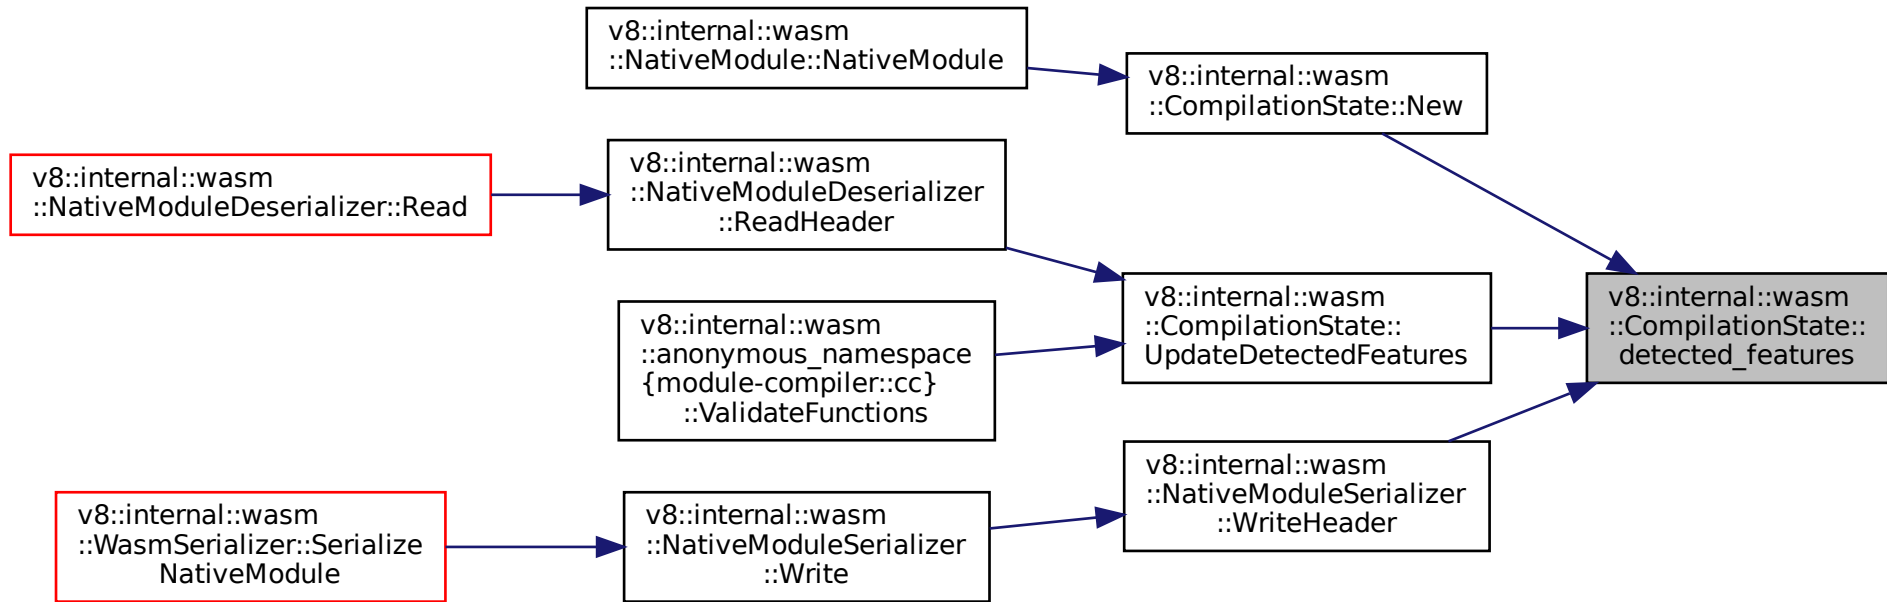 v8::internal::wasm
::NativeModule::NativeModule
v8::internal::wasm
::CompilationState::New
v8::internal::wasm
::NativeModuleDeserializer
::ReadHeader
v8::internal::wasm
::NativeModuleDeserializer::Read
v8::internal::wasm
::CompilationState::
UpdateDetectedFeatures
v8::internal::wasm
::CompilationState::
detected_features
v8::internal::wasm
::anonymous_namespace
{module-compiler::cc}
::ValidateFunctions
v8::internal::wasm
::NativeModuleSerializer
::WriteHeader
v8::internal::wasm
::WasmSerializer::Serialize
NativeModule
v8::internal::wasm
::NativeModuleSerializer
::Write